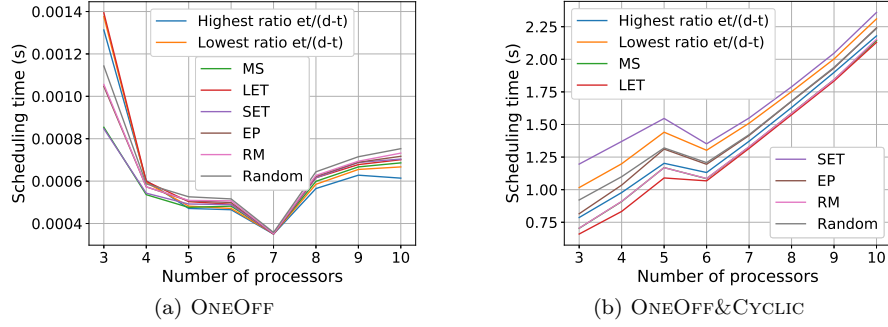 0.0014
0.0012
0.0010
0.0008
0.0006
0.0004
Scheduling time (s)
Highest ratio et/(d-t)
Lowest ratio et/(d-t)
MS
LET
SET
EP
RM
Random
3 4 5 6 7 8 9 10
Number of processors
(a) ONEOFF
2.25
2.00
1.75
1.50
1.25
1.00
0.75
Scheduling time (s)
Highest ratio et/(d-t)
Lowest ratio et/(d-t)
MS
LET
SET
EP
RM
Random
3 4 5 6 7 8 9 10
Number of processors
(b) ONEOFF&CYCLIC